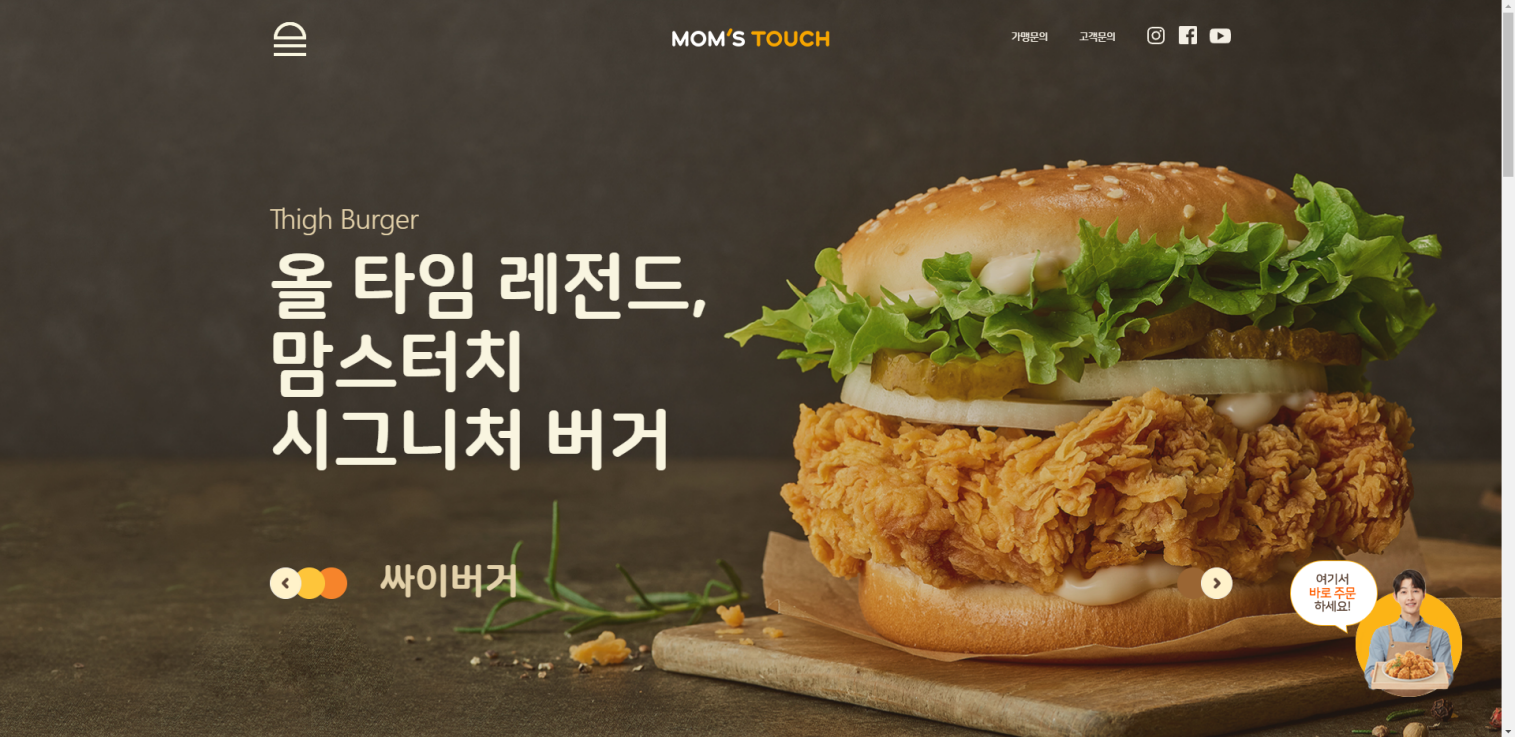 MOM'S TOUCH
가맹문의
고객문의
Thigh Burger
올 타임 레전드,
맘스터치
시그니처 버거
싸이버거
여기서
바로 주문
하세요!